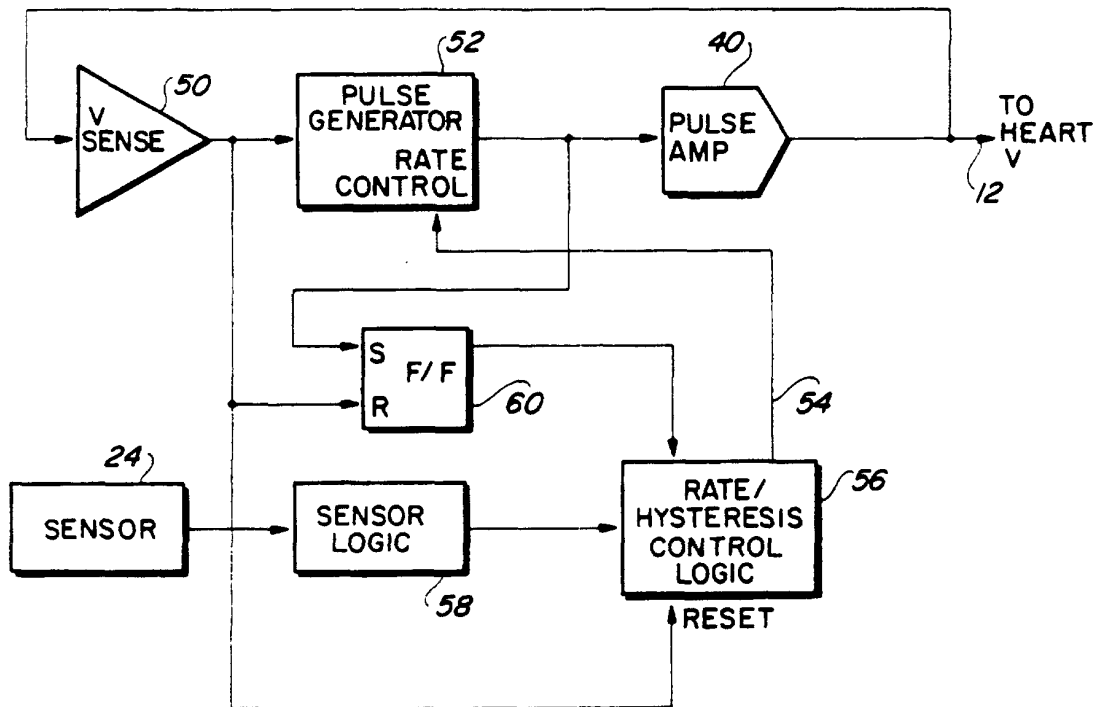 50
V
SENSE
52
PULSE
GENERATOR
RATE
CONTROL
40
PULSE
AMP
TO
HEART
V
12
S
F/F
R
60
54
24
SENSOR
SENSOR
LOGIC
58
RATE/
HYSTERESIS
CONTROL
LOGIC
56
RESET